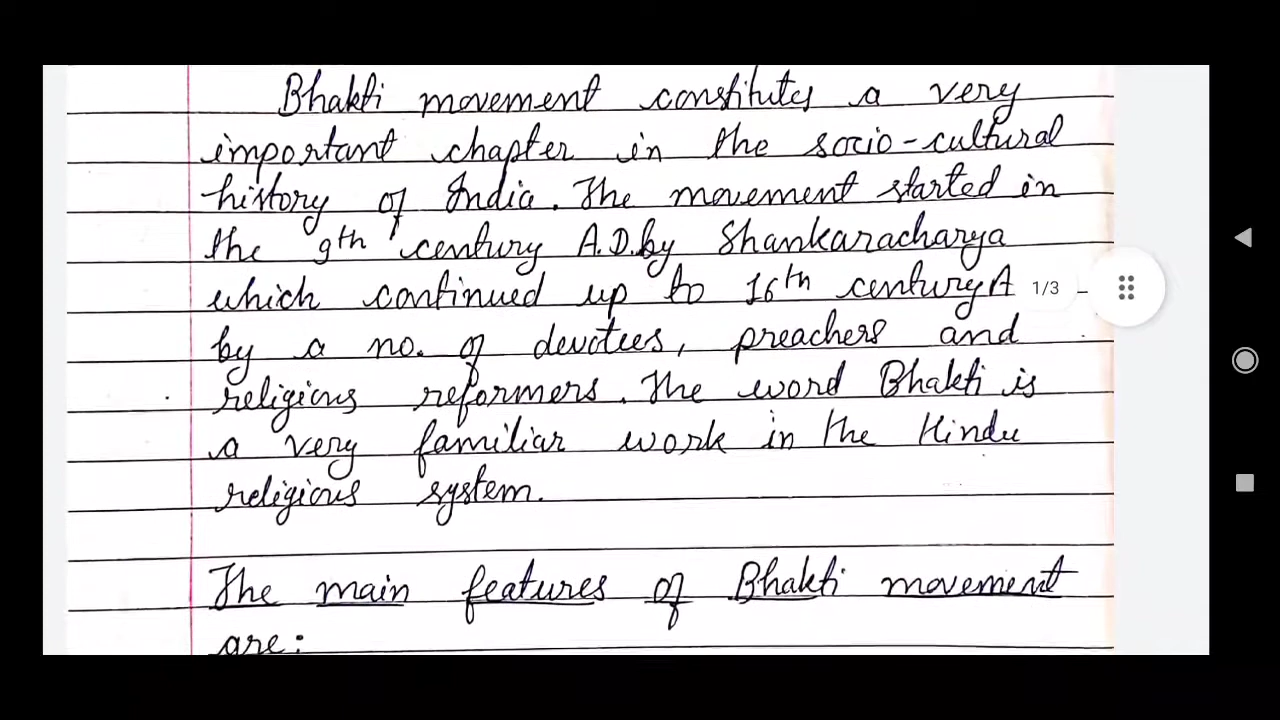 Bhakti movement constitutes a very
important chapter in the socio-cultural
history of India. The movement started in
the 9th century A.D. by Shankaracharya
which continued up to 16th century A
1/3
by a no. of devotees, preachers and
religious reformers. The word Bhakti is
a very familiar work in the Hindu
religious system.
The main features of Bhakti movement
are: